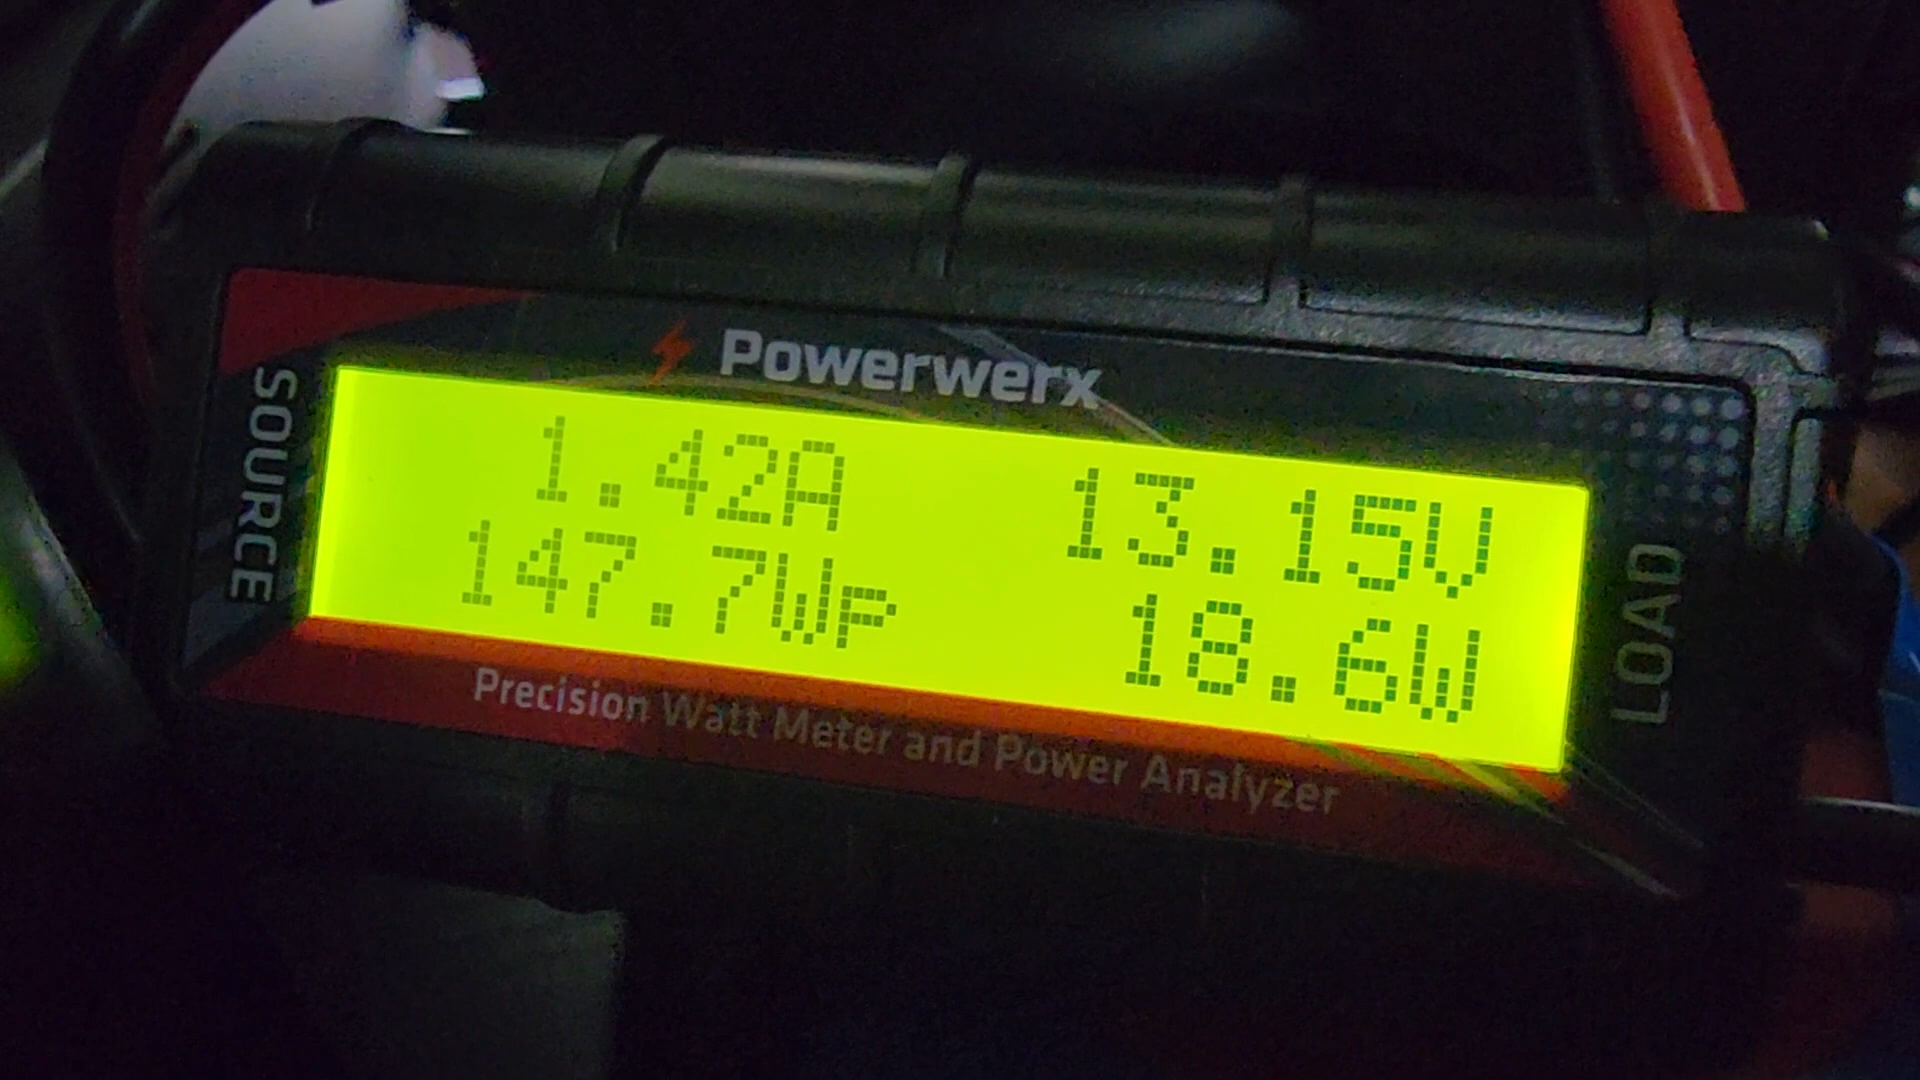 Powerwerx
SOURCE
1.42A 13.15V
147.7Wp 18.6W
LOAD
Precision Watt Meter and Power Analyzer